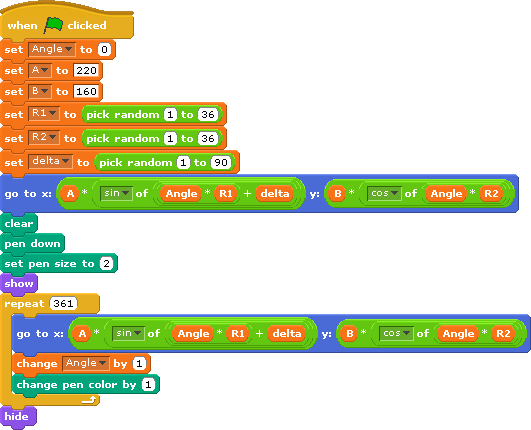 when clicked
set Angle to 0
set A to 220
set B to 160
set R1 to pick random 1 to 36
set R2 to pick random 1 to 36
set delta to pick random 1 to 90
go to x: A * sin of Angle * R1 + delta y: B * cos of Angle * R2
clear
pen down
set pen size to 2
show
repeat 361
go to x: A * sin of Angle * R1 + delta y: B * cos of Angle * R2
change Angle by 1
change pen color by 1
hide